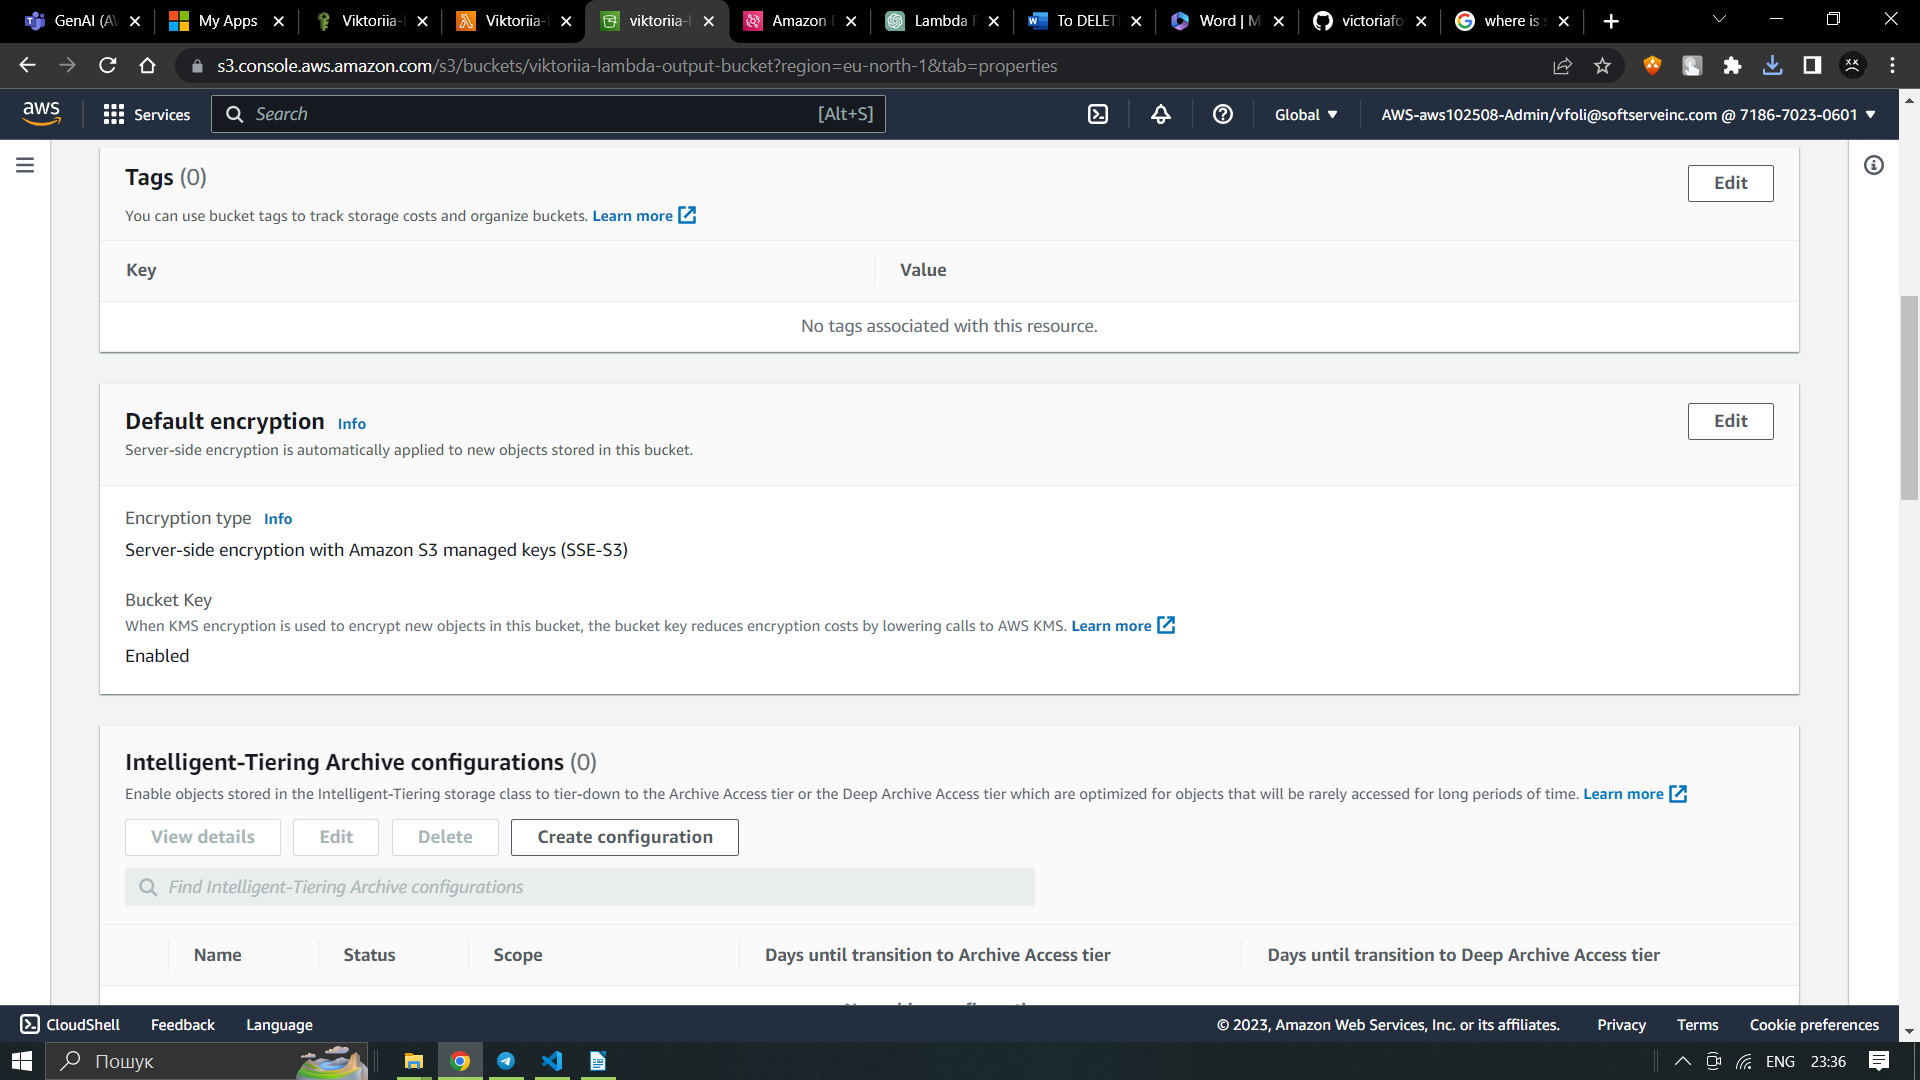 GenAI (A
My Apps
Viktoriia-
Viktoriia-
viktoriia-
Amazon
Lambda
To DELET
Word | M
victoriafo
where is
s3.console.aws.amazon.com/s3/buckets/viktoriia-lambda-output-bucket?region=eu-north-1&tab=properties
aws
Services
Search
[Alt+S]
Global
AWS-aws102508-Admin/vfoli@softserveinc.com @ 7186-7023-0601
Tags (0)
Edit
You can use bucket tags to track storage costs and organize buckets. Learn more
Key
Value
No tags associated with this resource.
Default encryption Info
Edit
Server-side encryption is automatically applied to new objects stored in this bucket.
Encryption type Info
Server-side encryption with Amazon S3 managed keys (SSE-S3)
Bucket Key
When KMS encryption is used to encrypt new objects in this bucket, the bucket key reduces encryption costs by lowering calls to AWS KMS. Learn more
Enabled
Intelligent-Tiering Archive configurations (0)
Enable objects stored in the Intelligent-Tiering storage class to tier-down to the Archive Access tier or the Deep Archive Access tier which are optimized for objects that will be rarely accessed for long periods of time. Learn more
View details
Edit
Delete
Create configuration
Find Intelligent-Tiering Archive configurations
Name
Status
Scope
Days until transition to Archive Access tier
Days until transition to Deep Archive Access tier
CloudShell
Feedback
Language
© 2023, Amazon Web Services, Inc. or its affiliates.
Privacy
Terms
Cookie preferences
Пошук
ENG
23:36